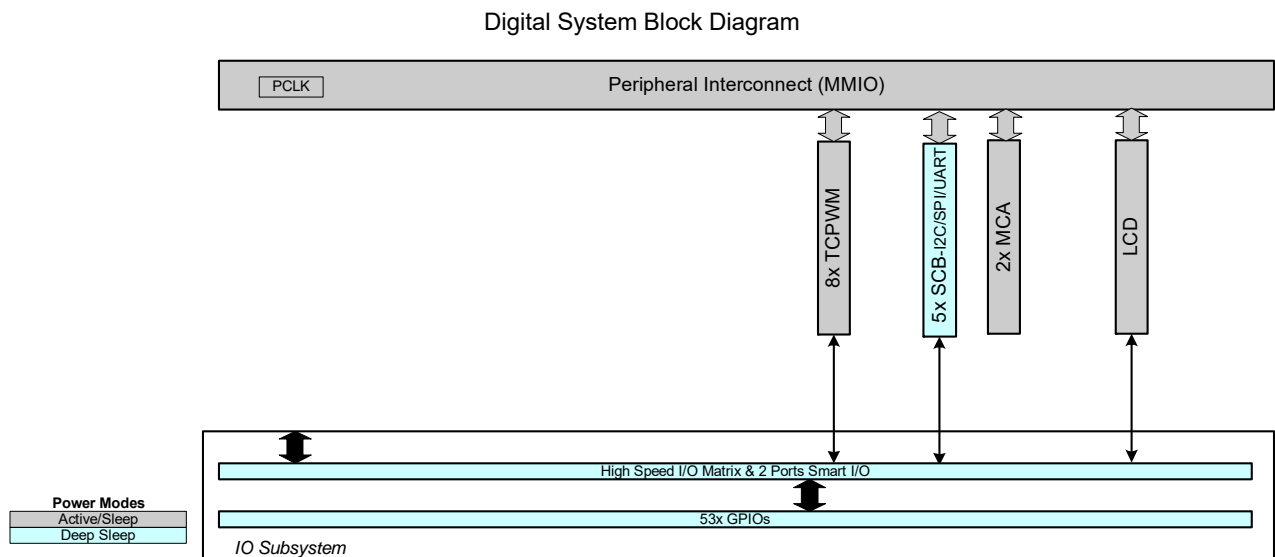 Digital System Block Diagram
PCLK
Peripheral Interconnect (MMIO)
8x TCPWM
5x SCB-I2C/SPI/UART
2x MCA
LCD
High Speed I/O Matrix & 2 Ports Smart I/O
Power Modes
Active/Sleep
Deep Sleep
53x GPIOs
IO Subsystem